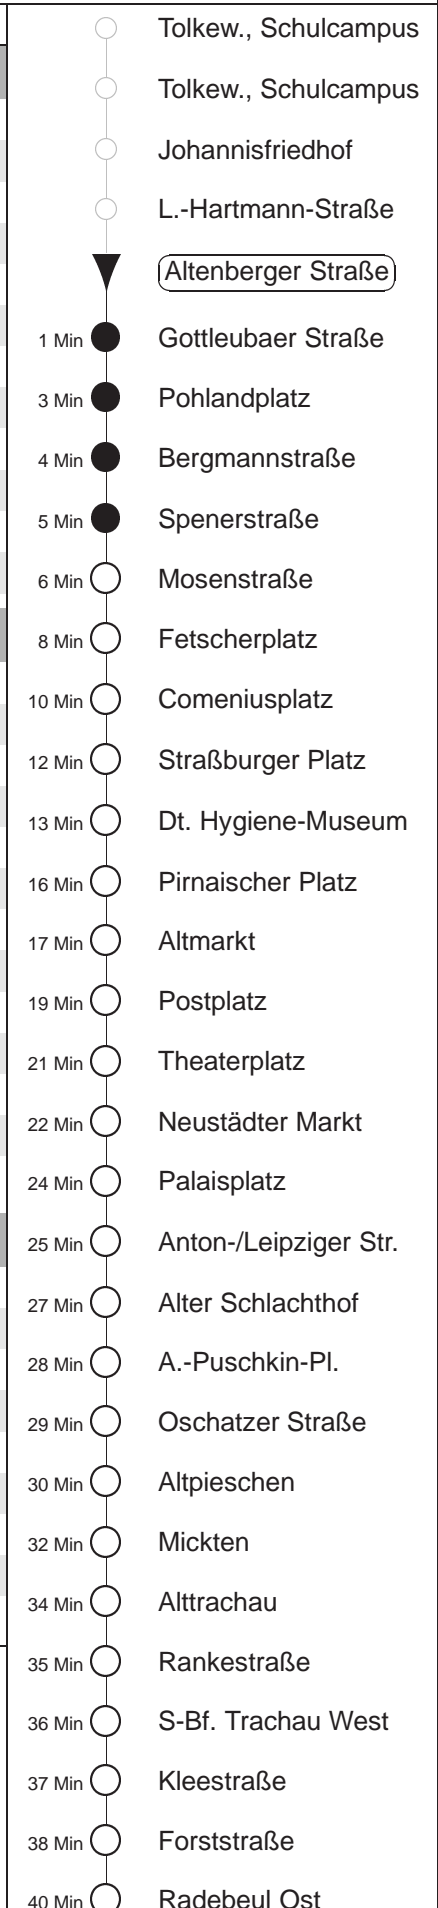 Tolkew., Schulcampus
Tolkew., Schulcampus
Johannisfriedhof
L.-Hartmann-Straße
Altenberger Straße
1 Min Gottleubaer Straße
3 Min Pohlandplatz
4 Min Bergmannstraße
5 Min Spenerstraße
6 Min Mosenstraße
8 Min Fetscherplatz
10 Min Comeniusplatz
12 Min Straßburger Platz
13 Min Dt. Hygiene-Museum
16 Min Pirnaischer Platz
17 Min Altmarkt
19 Min Postplatz
21 Min Theaterplatz
22 Min Neustädter Markt
24 Min Palaisplatz
25 Min Anton-/Leipziger Str.
27 Min Alter Schlachthof
28 Min A.-Puschkin-Pl.
29 Min Oschatzer Straße
30 Min Altpieschen
32 Min Mickten
34 Min Alttrachau
35 Min Rankestraße
36 Min S-Bf. Trachau West
37 Min Kleestraße
38 Min Forststraße
40 Min Radebeul Ost